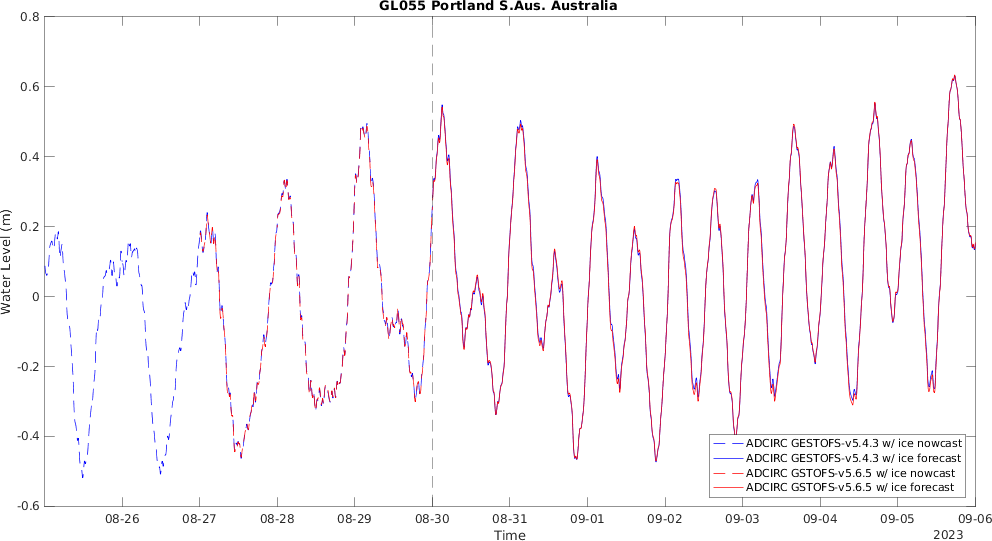 GL055 Portland S.Aus. Australia
0.8
0.6
0.4
0.2
0
-0.2
-0.4
-0.6
Water Level (m)
ADCIRC GESTOFS-v5.4.3 w/ ice nowcast
ADCIRC GESTOFS-v5.4.3 w/ ice forecast
ADCIRC GSTOFS-v5.6.5 w/ ice nowcast
ADCIRC GSTOFS-v5.6.5 w/ ice forecast
08-26 08-27 08-28 08-29 08-30 08-31 09-01 09-02 09-03 09-04 09-05 09-06
Time 2023